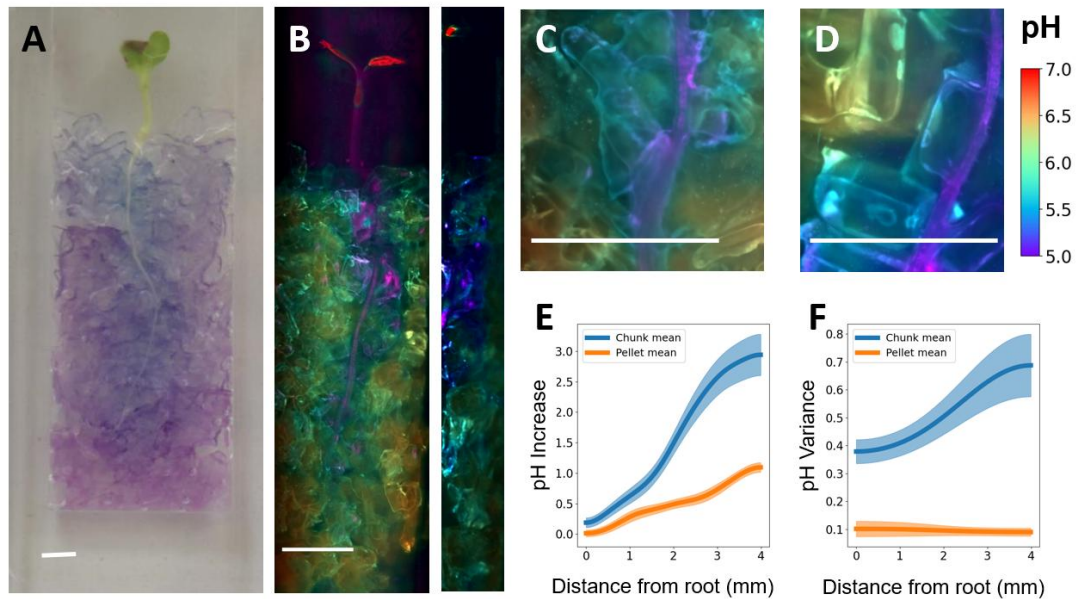 A
B
C
D
pH
7.0
6.5
6.0
5.5
5.0
E
Chunk mean
Pellet mean
pH Increase
3.0
2.5
2.0
1.5
1.0
0.5
0.0
0 1 2 3 4
Distance from root (mm)
F
Chunk mean
Pellet mean
pH Variance
0.8
0.7
0.6
0.5
0.4
0.3
0.2
0.1
0 1 2 3 4
Distance from root (mm)